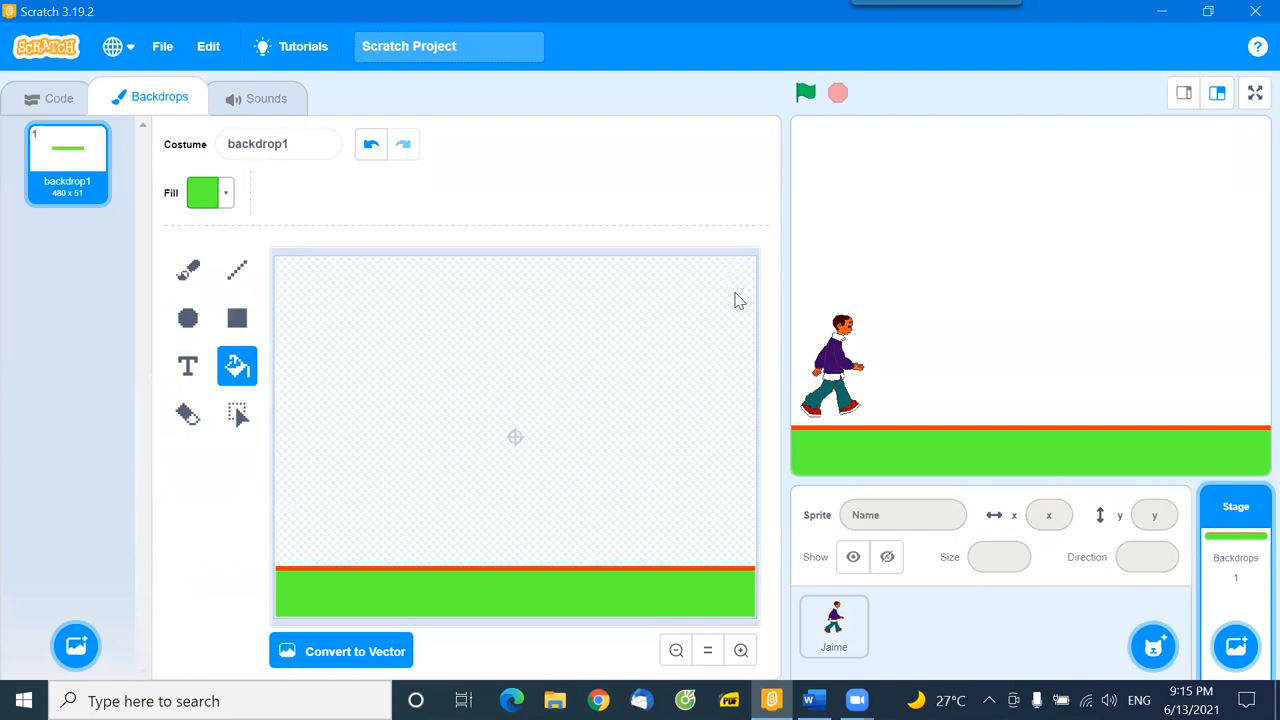 Scratch 3.19.2
SCRATCH File Edit Tutorials Scratch Project ?
Code Backdrops Sounds
1
backdrop1
480 x 51
Costume backdrop1
Fill
T
Convert to Vector
Sprite Name x x y y
Show Size Direction
Jaime
Stage
Backdrops
1
Type here to search
PDF
27°C ENG
9:15 PM
6/13/2021